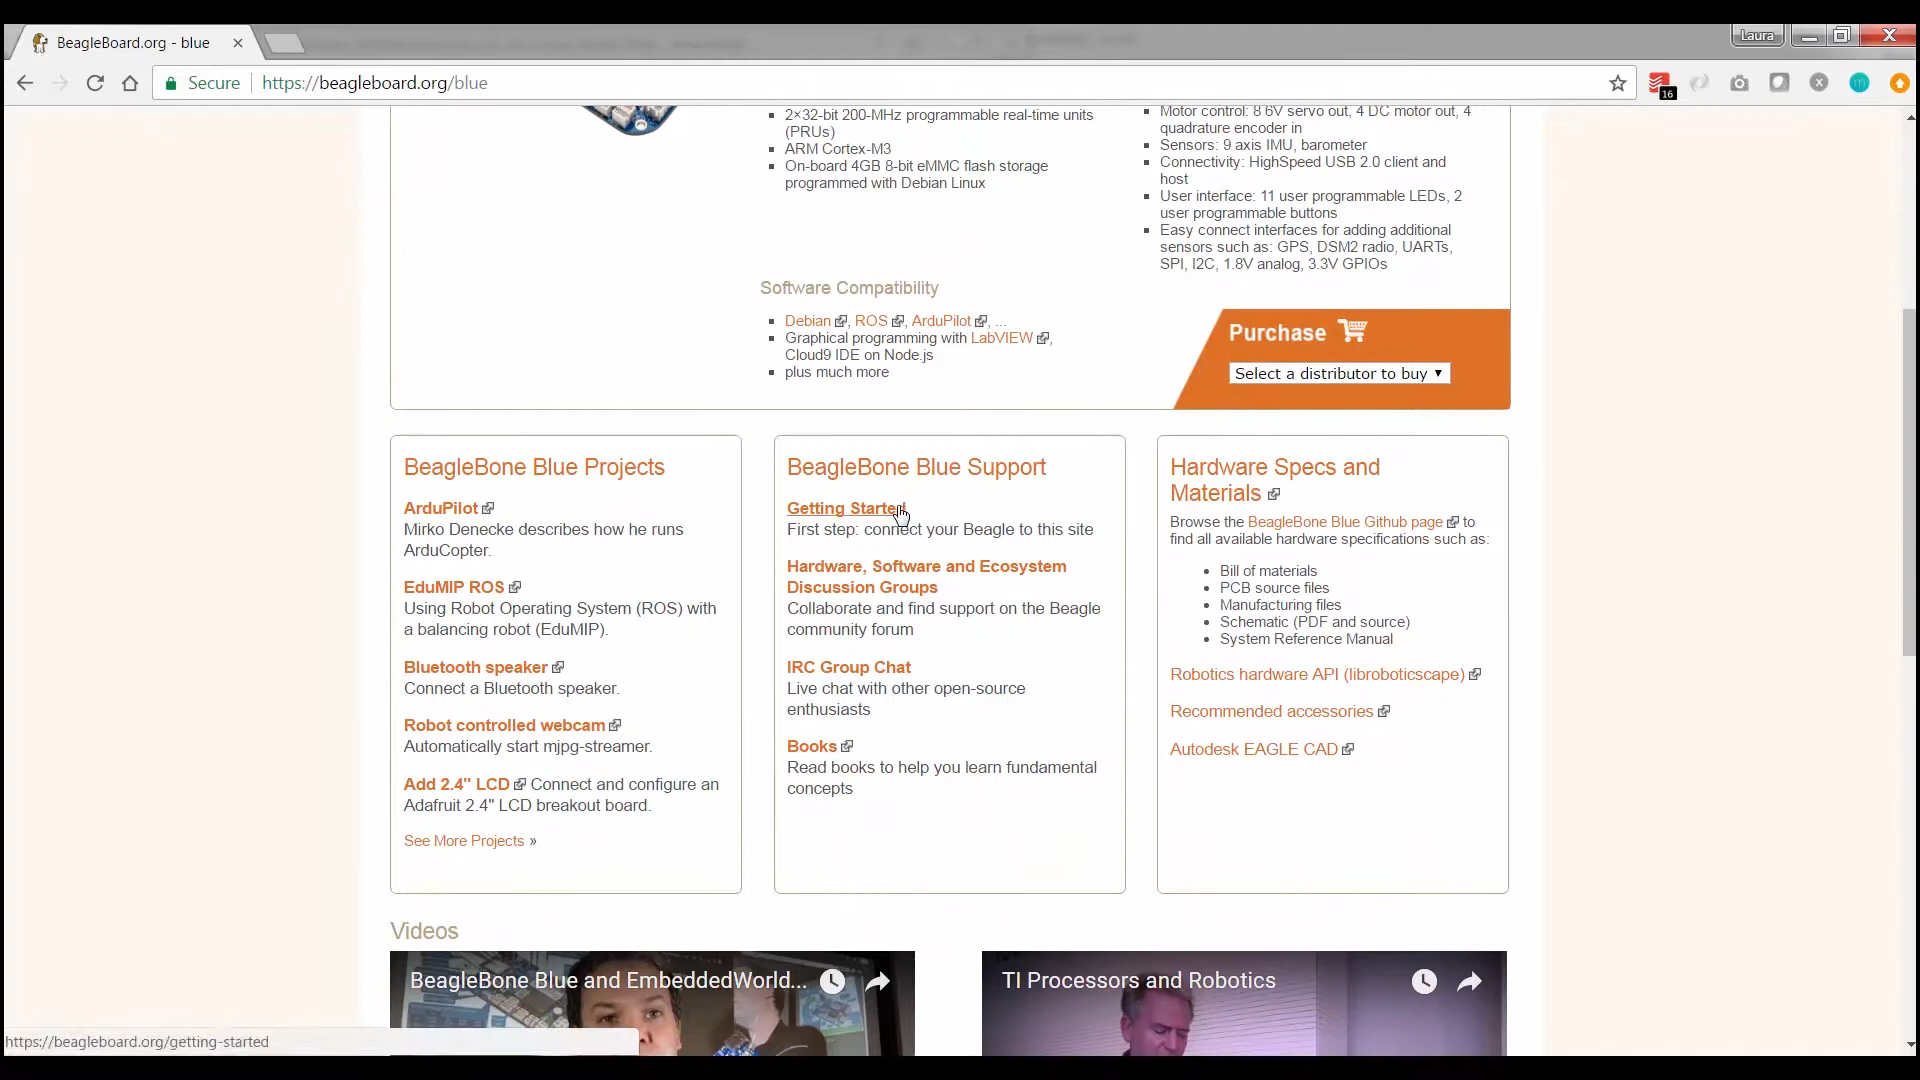 BeagleBoard.org - blue
Laura
Secure
https://beagleboard.org/blue
16
2×32-bit 200-MHz programmable real-time units
(PRUs)
ARM Cortex-M3
On-board 4GB 8-bit eMMC flash storage
programmed with Debian Linux
Motor control: 8 6V servo out, 4 DC motor out, 4
quadrature encoder in
Sensors: 9 axis IMU, barometer
Connectivity: HighSpeed USB 2.0 client and
host
User interface: 11 user programmable LEDs, 2
user programmable buttons
Easy connect interfaces for adding additional
sensors such as: GPS, DSM2 radio, UARTs,
SPI, I2C, 1.8V analog, 3.3V GPIOs
Software Compatibility
Debian, ROS, ArduPilot, ...
Graphical programming with LabVIEW,
Cloud9 IDE on Node.js
plus much more
Purchase
Select a distributor to buy
BeagleBone Blue Projects
ArduPilot
Mirko Denecke describes how he runs
ArduCopter.
EduMIP ROS
Using Robot Operating System (ROS) with
a balancing robot (EduMIP).
Bluetooth speaker
Connect a Bluetooth speaker.
Robot controlled webcam
Automatically start mjpg-streamer.
Add 2.4" LCD Connect and configure an
Adafruit 2.4" LCD breakout board.
See More Projects »
BeagleBone Blue Support
Getting Started
First step: connect your Beagle to this site
Hardware, Software and Ecosystem
Discussion Groups
Collaborate and find support on the Beagle
community forum
IRC Group Chat
Live chat with other open-source
enthusiasts
Books
Read books to help you learn fundamental
concepts
Hardware Specs and
Materials
Browse the BeagleBone Blue Github page to
find all available hardware specifications such as:
Bill of materials
PCB source files
Manufacturing files
Schematic (PDF and source)
System Reference Manual
Robotics hardware API (libroboticscape)
Recommended accessories
Autodesk EAGLE CAD
Videos
BeagleBone Blue and EmbeddedWorld...
TI Processors and Robotics
https://beagleboard.org/getting-started